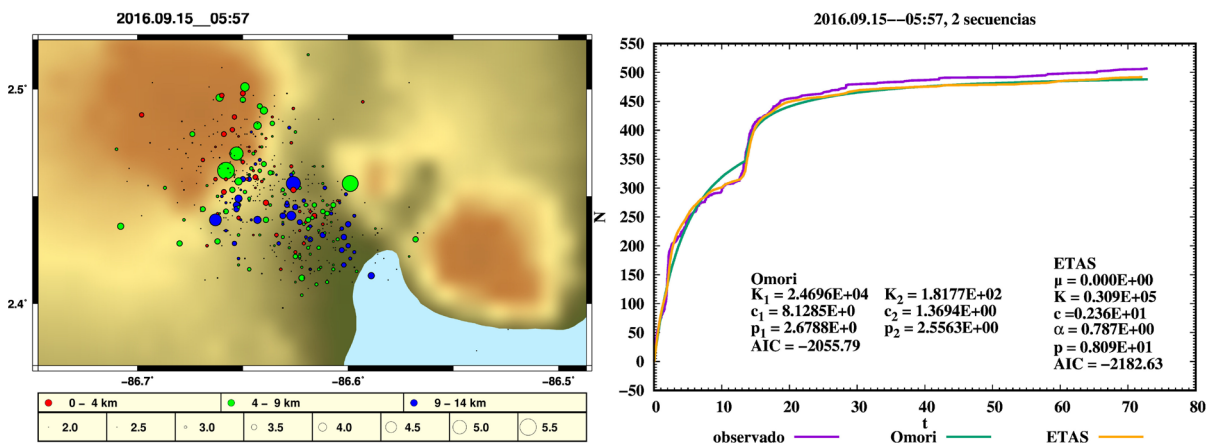 2016.09.15__05:57
2.5˚
2.4˚
−86.7˚
−86.6˚
−86.5˚
0 – 4 km
4 – 9 km
9 – 14 km
2.0
2.5
3.0
3.5
4.0
4.5
5.0
5.5
2016.09.15−−05:57, 2 secuencias
N
550
500
450
400
350
300
250
200
150
100
50
0
−50
0
10
20
30
40
50
60
70
80
t
Omori
K1 = 2.4696E+04
K2 = 1.8177E+02
c1 = 8.1285E+0
c2 = 1.3694E+00
p1 = 2.6788E+0
p2 = 2.5563E+00
AIC = −2055.79
ETAS
μ = 0.000E+00
K = 0.309E+05
c =0.236E+01
α = 0.787E+00
p = 0.809E+01
AIC = −2182.63
observado
Omori
ETAS